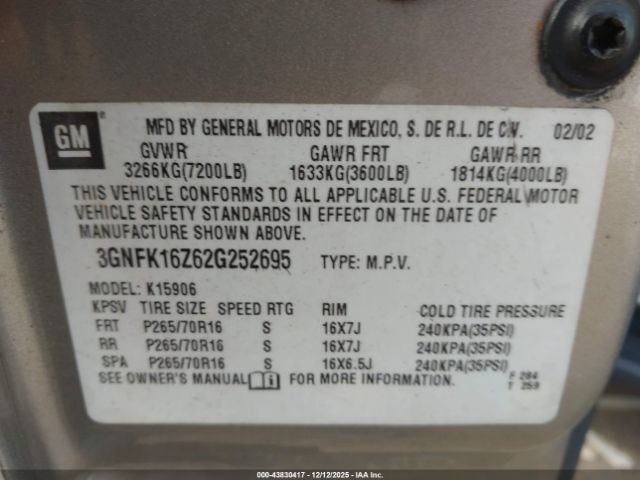 GM
MFD BY GENERAL MOTORS DE MEXICO, S. DE R.L. DE C.V. 02/02
GVWR GAWR FRT GAWR RR
3266KG(7200LB) 1633KG(3600LB) 1814KG(4000LB)
THIS VEHICLE CONFORMS TO ALL APPLICABLE U.S. FEDERAL MOTOR
VEHICLE SAFETY STANDARDS IN EFFECT ON THE DATE OF
MANUFACTURE SHOWN ABOVE.
3GNFK16Z62G252695 TYPE: M.P.V.
MODEL: K15906
KPSV TIRE SIZE SPEED RTG RIM COLD TIRE PRESSURE
FRT P265/70R16 S 16X7J 240KPA(35PSI)
RR P265/70R16 S 16X7J 240KPA(35PSI)
SPA P265/70R16 S 16X6.5J 240KPA(35PSI)
SEE OWNER'S MANUAL FOR MORE INFORMATION.
F 284
T 259
000-43830417 - 12/12/2025 - IAAI.COM